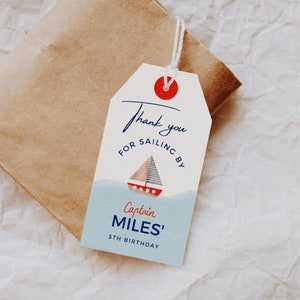 Thank you
FOR SAILING BY
Captain
MILES'
5TH BIRTHDAY